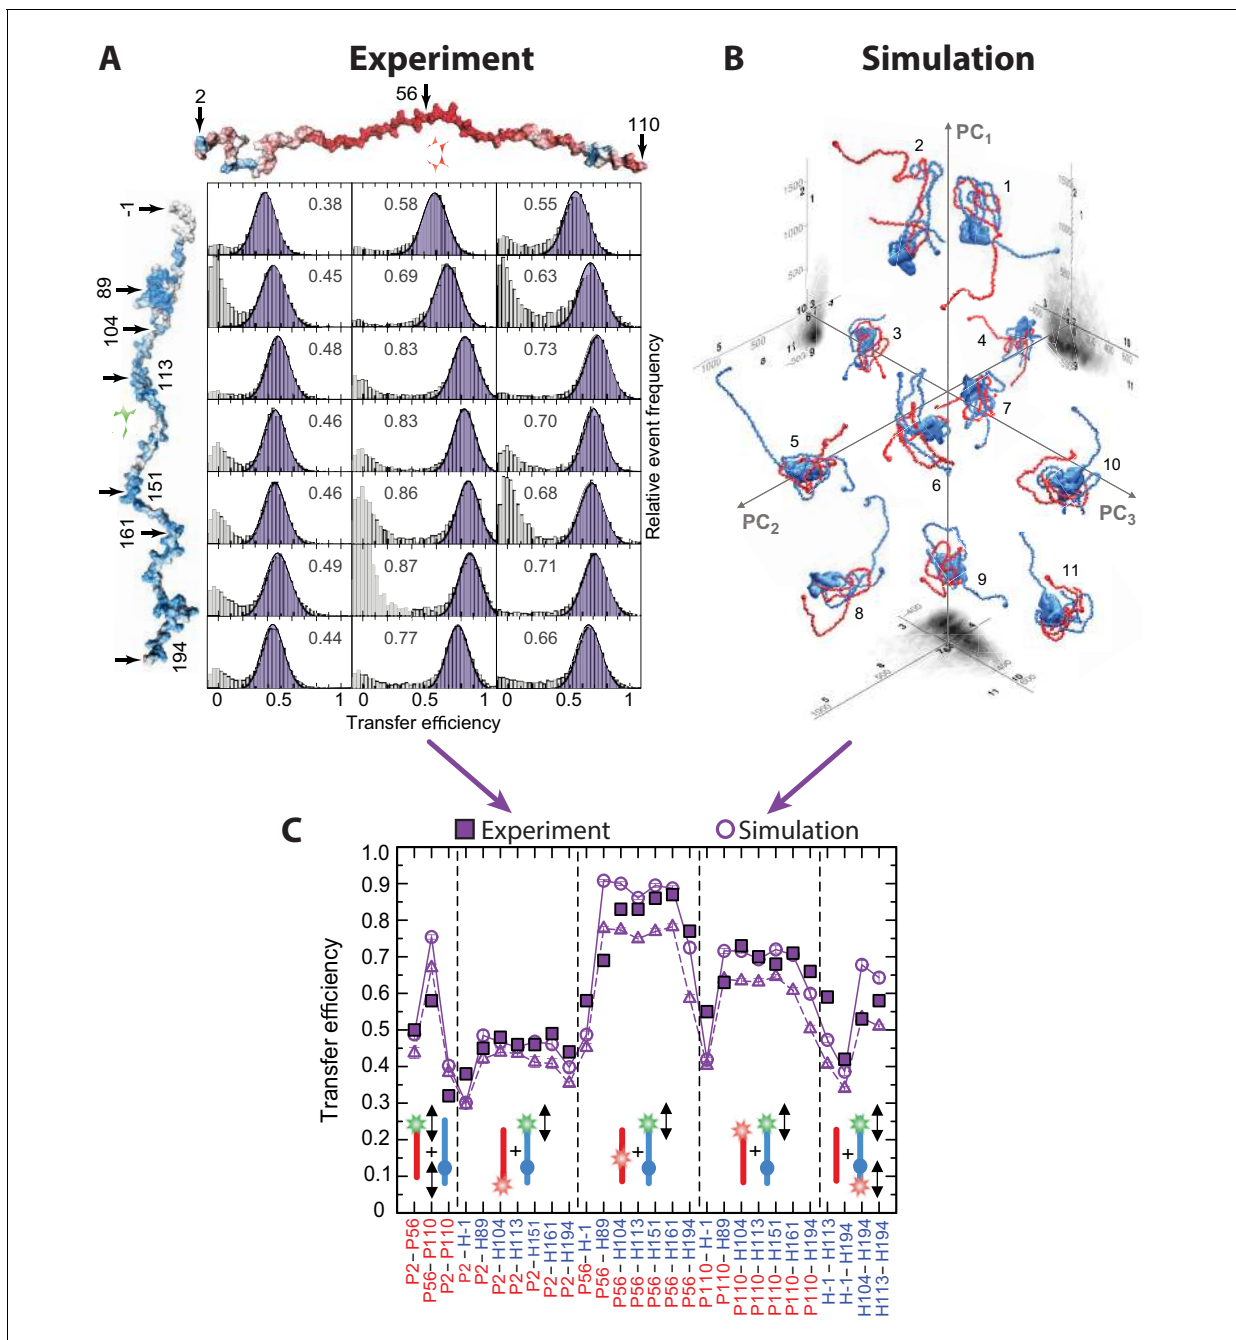 A
Experiment
2
56
110
-1
89
104
113
151
161
194
0.38
0.58
0.55
0.45
0.69
0.63
0.48
0.83
0.73
0.46
0.83
0.70
0.46
0.86
0.68
0.49
0.87
0.71
0.44
0.77
0.66
0 0.5 1 0 0.5 1 0 0.5 1
Transfer efficiency
Relative event frequency
B
Simulation
PC1
PC2
PC3
1
2
3
4
5
6
7
8
9
10
11
1500
1000
500
C
Experiment
Simulation
Transfer efficiency
1.0
0.9
0.8
0.7
0.6
0.5
0.4
0.3
0.2
0.1
0
+
+
+
+
+
P2–P56
P56–P110
P2–P110
P2–H-1
P2–H89
P2–H104
P2–H113
P2–H151
P2–H161
P2–H194
P56–H-1
P56–H89
P56–H104
P56–H113
P56–H151
P56–H161
P56–H194
P110–H-1
P110–H89
P110–H104
P110–H113
P110–H151
P110–H161
P110–H194
H-1–H113
H-1–H194
H104–H194
H113–H194